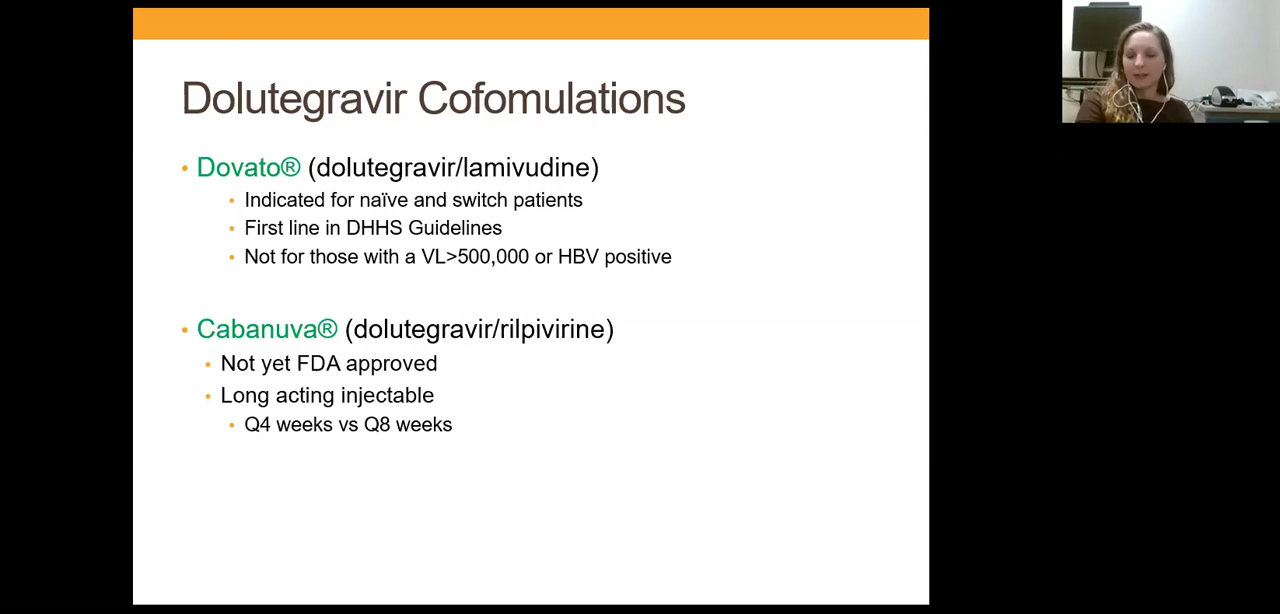 Dolutegravir Cofomulations
• Dovato® (dolutegravir/lamivudine)
• Indicated for naïve and switch patients
• First line in DHHS Guidelines
• Not for those with a VL>500,000 or HBV positive
• Cabanuva® (dolutegravir/rilpivirine)
• Not yet FDA approved
• Long acting injectable
• Q4 weeks vs Q8 weeks